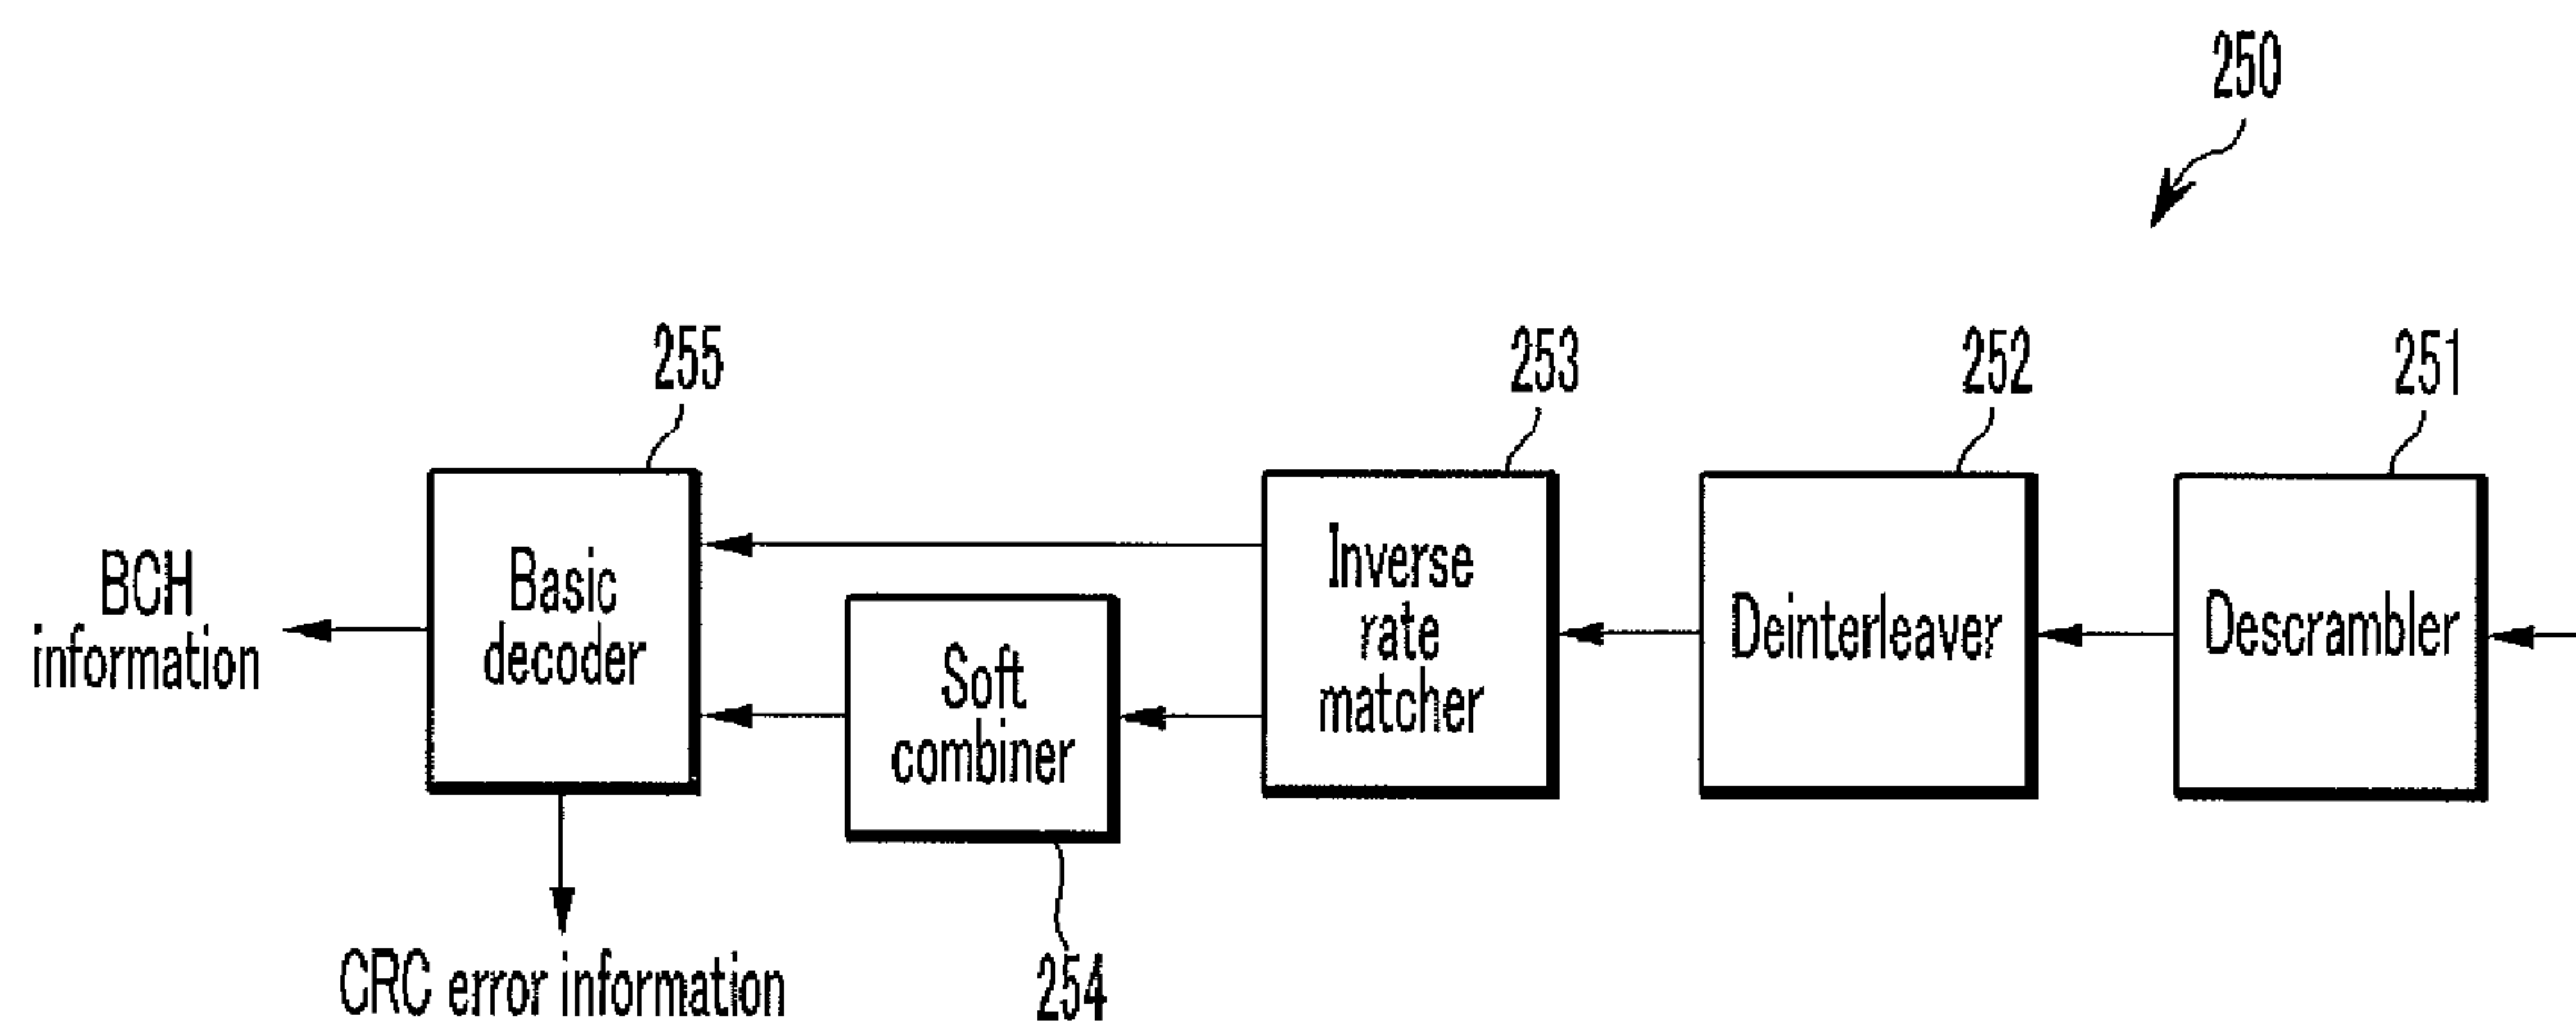 250
255
253
252
251
BCH
information
Basic
decoder
Soft
combiner
Inverse
rate
matcher
Deinterleaver
Descrambler
CRC error information
254